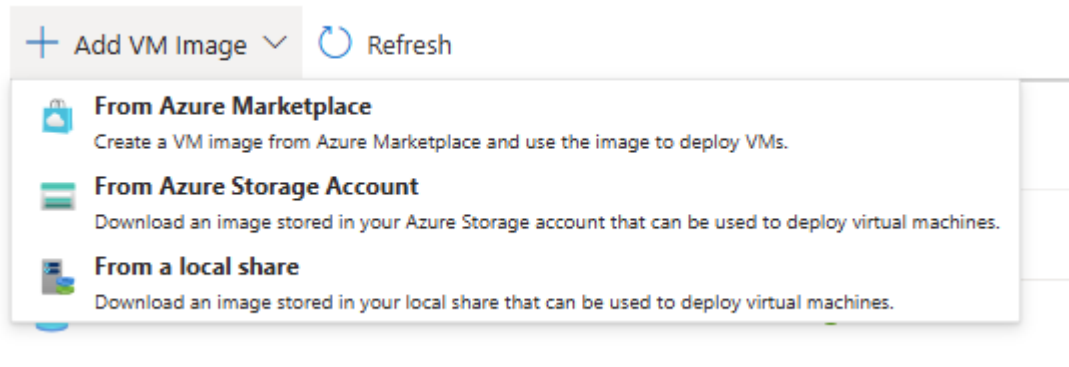 Add VM Image Refresh
From Azure Marketplace
Create a VM image from Azure Marketplace and use the image to deploy VMs.
From Azure Storage Account
Download an image stored in your Azure Storage account that can be used to deploy virtual machines.
From a local share
Download an image stored in your local share that can be used to deploy virtual machines.